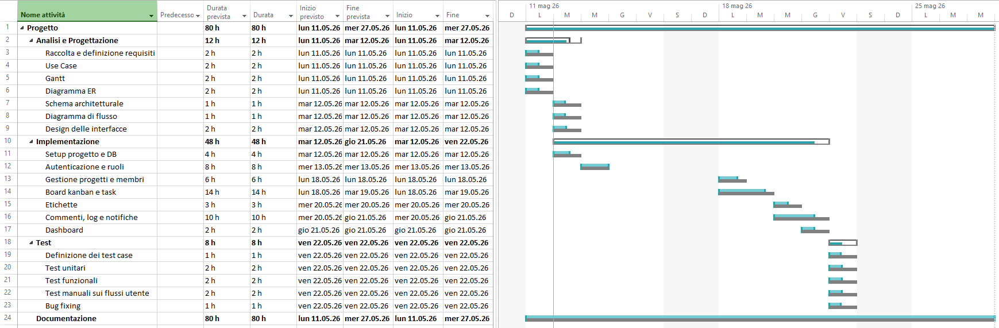 11 mag 26 18 mag 26 25 mag 26
Nome attività Predecesso Durata prevista Durata Inizio previsto Fine prevista Inizio Fine D L M M G V S D L M M G V S D L M M
1 Progetto 80 h 80 h lun 11.05.26 mer 27.05.26 lun 11.05.26 mer 27.05.26
2 Analisi e Progettazione 12 h 12 h lun 11.05.26 mar 12.05.26 lun 11.05.26 mar 12.05.26
3 Raccolta e definizione requisiti 2 h 2 h lun 11.05.26 lun 11.05.26 lun 11.05.26 lun 11.05.26
4 Use Case 2 h 2 h lun 11.05.26 lun 11.05.26 lun 11.05.26 lun 11.05.26
5 Gantt 2 h 2 h lun 11.05.26 lun 11.05.26 lun 11.05.26 lun 11.05.26
6 Diagramma ER 2 h 2 h lun 11.05.26 lun 11.05.26 lun 11.05.26 lun 11.05.26
7 Schema architetturale 1 h 1 h mar 12.05.26 mar 12.05.26 mar 12.05.26 mar 12.05.26
8 Diagramma di flusso 1 h 1 h mar 12.05.26 mar 12.05.26 mar 12.05.26 mar 12.05.26
9 Design delle interfacce 2 h 2 h mar 12.05.26 mar 12.05.26 mar 12.05.26 mar 12.05.26
10 Implementazione 48 h 48 h mar 12.05.26 gio 21.05.26 mar 12.05.26 ven 22.05.26
11 Setup progetto e DB 4 h 4 h mar 12.05.26 mar 12.05.26 mar 12.05.26 mar 12.05.26
12 Autenticazione e ruoli 8 h 8 h mer 13.05.26 mer 13.05.26 mer 13.05.26 mer 13.05.26
13 Gestione progetti e membri 6 h 6 h lun 18.05.26 lun 18.05.26 lun 18.05.26 lun 18.05.26
14 Board kanban e task 14 h 14 h lun 18.05.26 mar 19.05.26 lun 18.05.26 mar 19.05.26
15 Etichette 3 h 3 h mer 20.05.26 mer 20.05.26 mer 20.05.26 mer 20.05.26
16 Commenti, log e notifiche 10 h 10 h mer 20.05.26 gio 21.05.26 mer 20.05.26 gio 21.05.26
17 Dashboard 2 h 2 h gio 21.05.26 gio 21.05.26 gio 21.05.26 gio 21.05.26
18 Test 8 h 8 h ven 22.05.26 ven 22.05.26 ven 22.05.26 ven 22.05.26
19 Definizione dei test case 1 h 1 h ven 22.05.26 ven 22.05.26 ven 22.05.26 ven 22.05.26
20 Test unitari 2 h 2 h ven 22.05.26 ven 22.05.26 ven 22.05.26 ven 22.05.26
21 Test funzionali 2 h 2 h ven 22.05.26 ven 22.05.26 ven 22.05.26 ven 22.05.26
22 Test manuali sui flussi utente 2 h 2 h ven 22.05.26 ven 22.05.26 ven 22.05.26 ven 22.05.26
23 Bug fixing 1 h 1 h ven 22.05.26 ven 22.05.26 ven 22.05.26 ven 22.05.26
24 Documentazione 80 h 80 h lun 11.05.26 mer 27.05.26 lun 11.05.26 mer 27.05.26